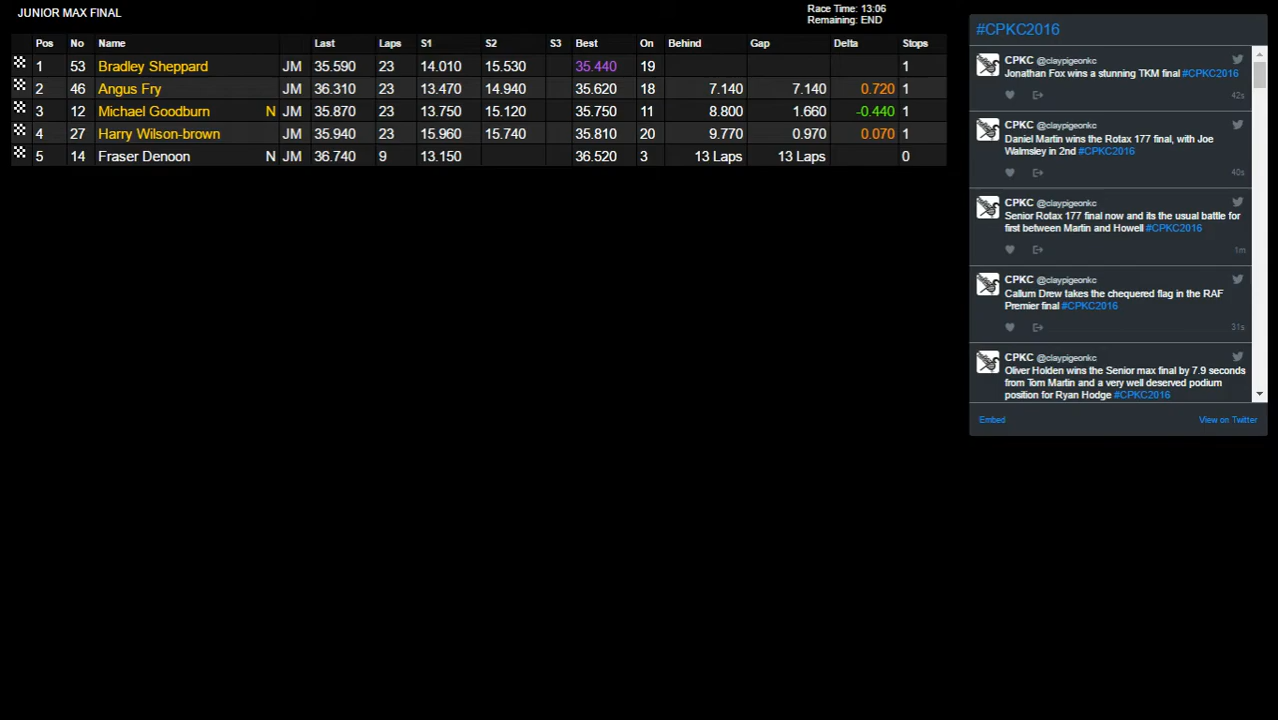 JUNIOR MAX FINAL
Race Time: 13:06
Remaining: END
Pos No Name Last Laps S1 S2 S3 Best On Behind Gap Delta Stops
1 53 Bradley Sheppard JM 35.590 23 14.010 15.530 35.440 19 1
2 46 Angus Fry JM 36.310 23 13.470 14.940 35.620 18 7.140 7.140 0.720 1
3 12 Michael Goodburn N JM 35.870 23 13.750 15.120 35.750 11 8.800 1.660 -0.440 1
4 27 Harry Wilson-brown JM 35.940 23 15.960 15.740 35.810 20 9.770 0.970 0.070 1
5 14 Fraser Denoon N JM 36.740 9 13.150 36.520 3 13 Laps 13 Laps 0
#CPKC2016
CPKC @claypigeonkc
Jonathan Fox wins a stunning TKM final #CPKC2016
42s
CPKC @claypigeonkc
Daniel Martin wins the Rotax 177 final, with Joe
Walmsley in 2nd #CPKC2016
40s
CPKC @claypigeonkc
Senior Rotax 177 final now and its the usual battle for
first between Martin and Howell #CPKC2016
1m
CPKC @claypigeonkc
Callum Drew takes the chequered flag in the RAF
Premier final #CPKC2016
31s
CPKC @claypigeonkc
Oliver Holden wins the Senior max final by 7.9 seconds
from Tom Martin and a very well deserved podium
position for Ryan Hodge #CPKC2016
Embed View on Twitter